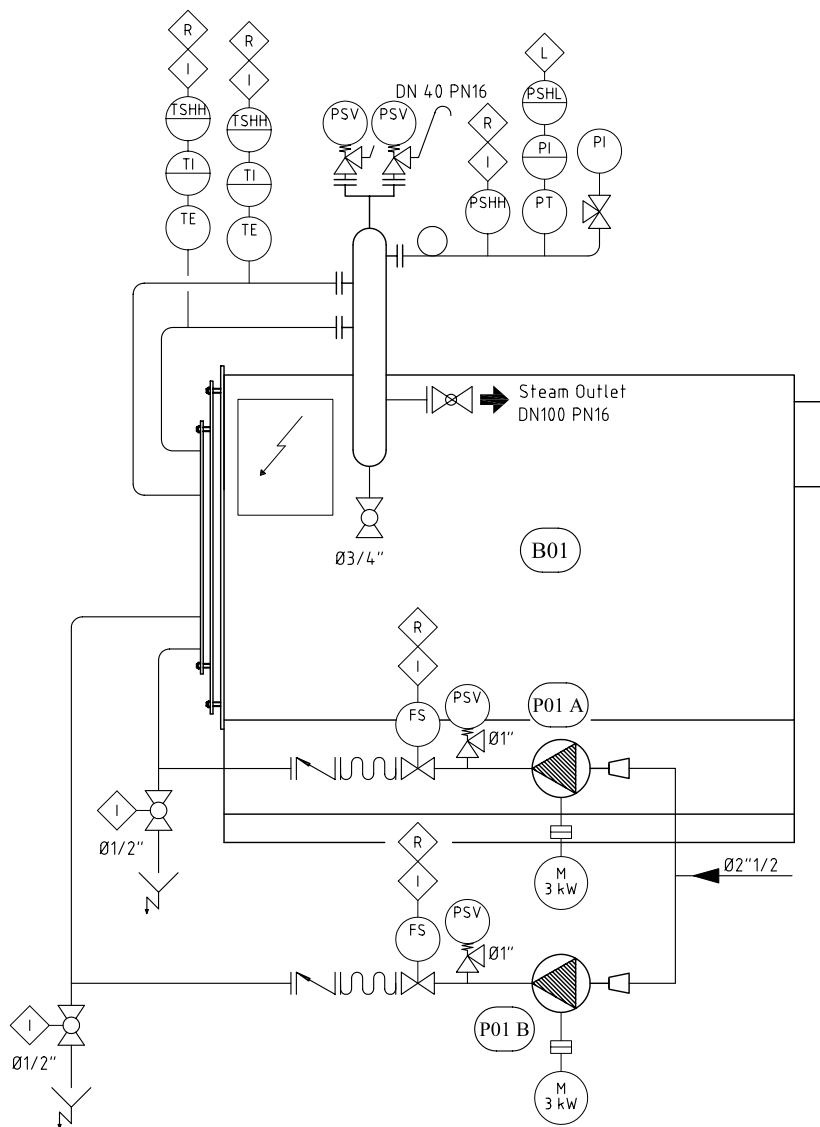 R
I
TSHH
TI
TE
R
I
TSHH
TI
TE
PSV
PSV
DN 40 PN16
R
I
PSHH
L
PSHL
PI
PT
PI
Steam Outlet
DN100 PN16
Ø3/4"
B01
R
I
FS
PSV
Ø1"
P01 A
I
Ø1/2"
M
3 kW
Ø2"1/2
R
I
FS
PSV
Ø1"
P01 B
I
Ø1/2"
M
3 kW